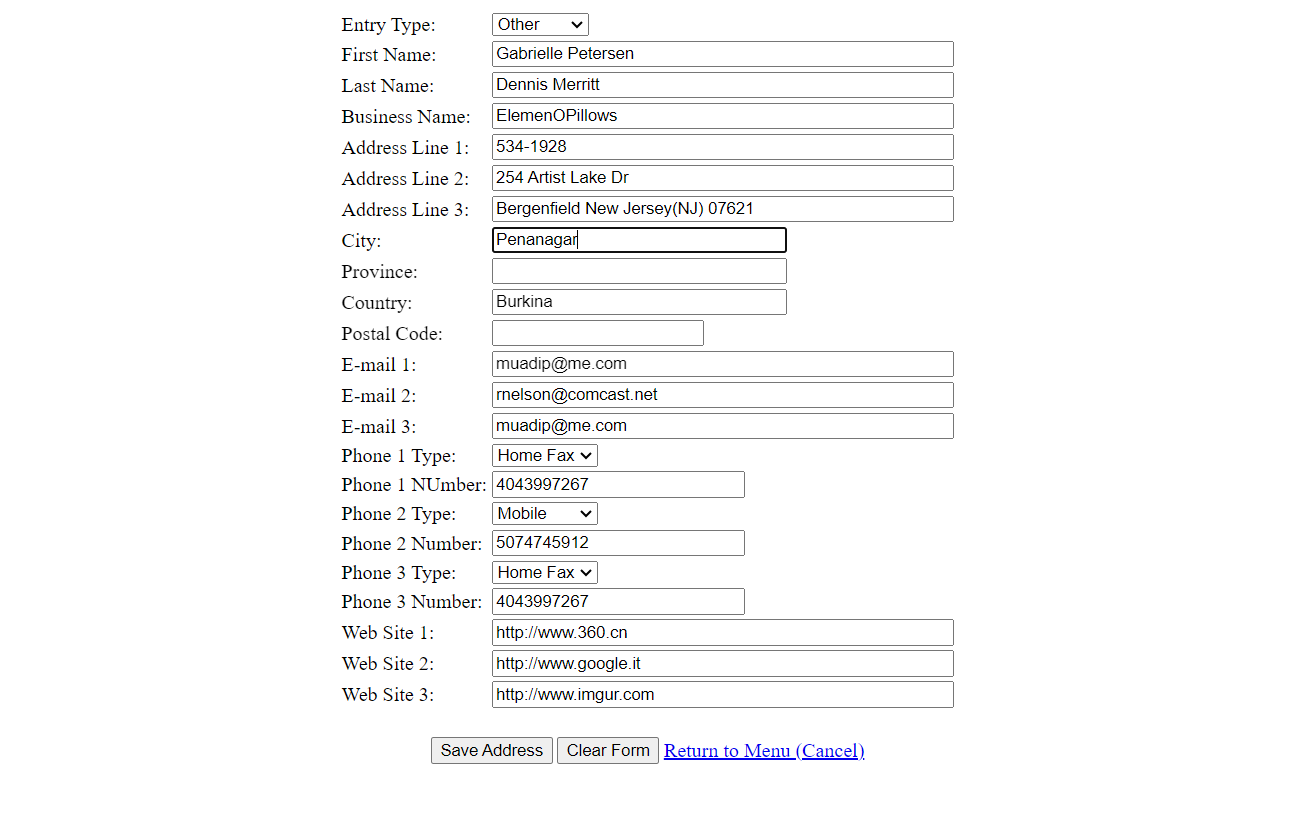 Entry Type: Other
First Name: Gabrielle Petersen
Last Name: Dennis Merritt
Business Name: ElemenOPillows
Address Line 1: 534-1928
Address Line 2: 254 Artist Lake Dr
Address Line 3: Bergenfield New Jersey(NJ) 07621
City: Penanagar
Province:
Country: Burkina
Postal Code:
E-mail 1: muadip@me.com
E-mail 2: rnelson@comcast.net
E-mail 3: muadip@me.com
Phone 1 Type: Home Fax
Phone 1 NUmber: 4043997267
Phone 2 Type: Mobile
Phone 2 Number: 5074745912
Phone 3 Type: Home Fax
Phone 3 Number: 4043997267
Web Site 1: http://www.360.cn
Web Site 2: http://www.google.it
Web Site 3: http://www.imgur.com
Save Address Clear Form Return to Menu (Cancel)